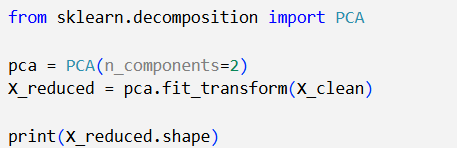 from sklearn.decomposition import PCA
pca = PCA(n_components=2)
X_reduced = pca.fit_transform(X_clean)
print(X_reduced.shape)